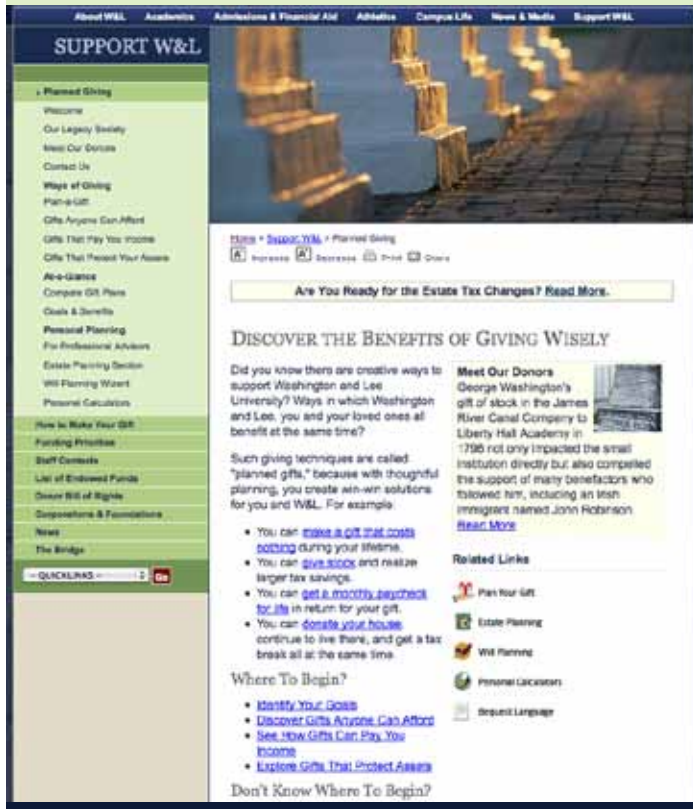 About W&L Academics Admissions & Financial Aid Athletics Campus Life News & Media Support W&L
SUPPORT W&L
Planned Giving
Welcome
Our Legacy Society
Meet Our Donors
Contact Us
Ways of Giving
Plan-a-Gift
Gifts Anyone Can Afford
Gifts That Pay You Income
Gifts That Protect Your Assets
At-a-Glance
Compare Gift Plans
Goals & Benefits
Personal Planning
For Professional Advisors
Estate Planning Section
Will Planning Wizard
Personal Calculators
How to Make Your Gift
Funding Priorities
Staff Contacts
List of Endowed Funds
Donor Bill of Rights
Corporations & Foundations
News
The Bridge
-- QUICKLINKS -- Go
Home > Support W&L > Planned Giving
A Increase A Decrease Print Share
Are You Ready for the Estate Tax Changes? Read More.
DISCOVER THE BENEFITS OF GIVING WISELY
Did you know there are creative ways to
support Washington and Lee
University? Ways in which Washington
and Lee, you and your loved ones all
benefit at the same time?
Such giving techniques are called
"planned gifts," because with thoughtful
planning, you create win-win solutions
for you and W&L. For example:
• You can make a gift that costs
nothing during your lifetime.
• You can give stock and realize
larger tax savings.
• You can get a monthly paycheck
for life in return for your gift.
• You can donate your house,
continue to live there, and get a tax
break all at the same time.
Where To Begin?
• Identify Your Goals
• Discover Gifts Anyone Can Afford
• See How Gifts Can Pay You
Income
• Explore Gifts That Protect Assets
Don't Know Where To Begin?
Meet Our Donors
George Washington's
gift of stock in the James
River Canal Company to
Liberty Hall Academy in
1796 not only impacted the small
institution directly but also compelled
the support of many benefactors who
followed him, including an Irish
immigrant named John Robinson.
Read More
Related Links
Plan Your Gift
Estate Planning
Will Planning
Personal Calculators
Bequest Language